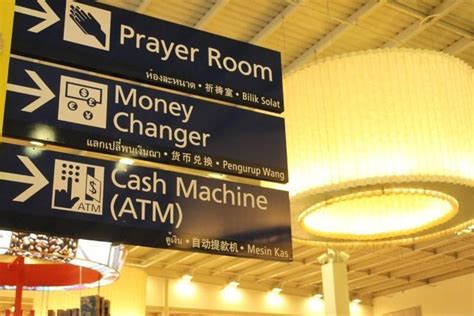 Prayer Room
ห้องละหมาด • 祈祷室 • Bilik Solat
Money
Changer
แลกเปลี่ยนเงินตรา • 货币兑换 • Pengurup Wang
Cash Machine
(ATM)
ATM
ตู้เงิน • 自动提款机 • Mesin Kas